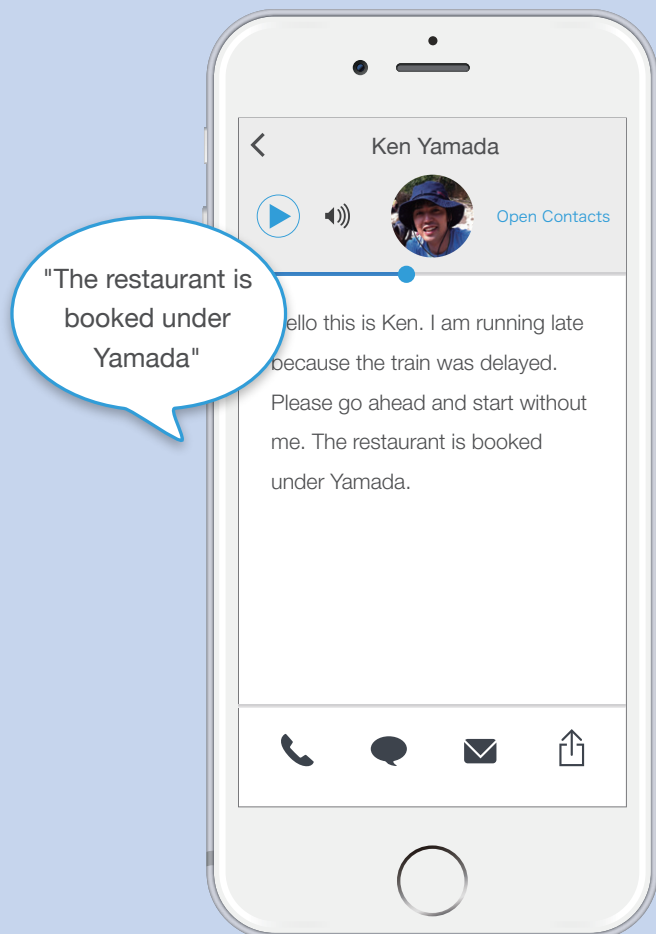 Ken Yamada
Open Contacts
"The restaurant is
booked under
Yamada"
ello this is Ken. I am running late
because the train was delayed.
Please go ahead and start without
me. The restaurant is booked
under Yamada.